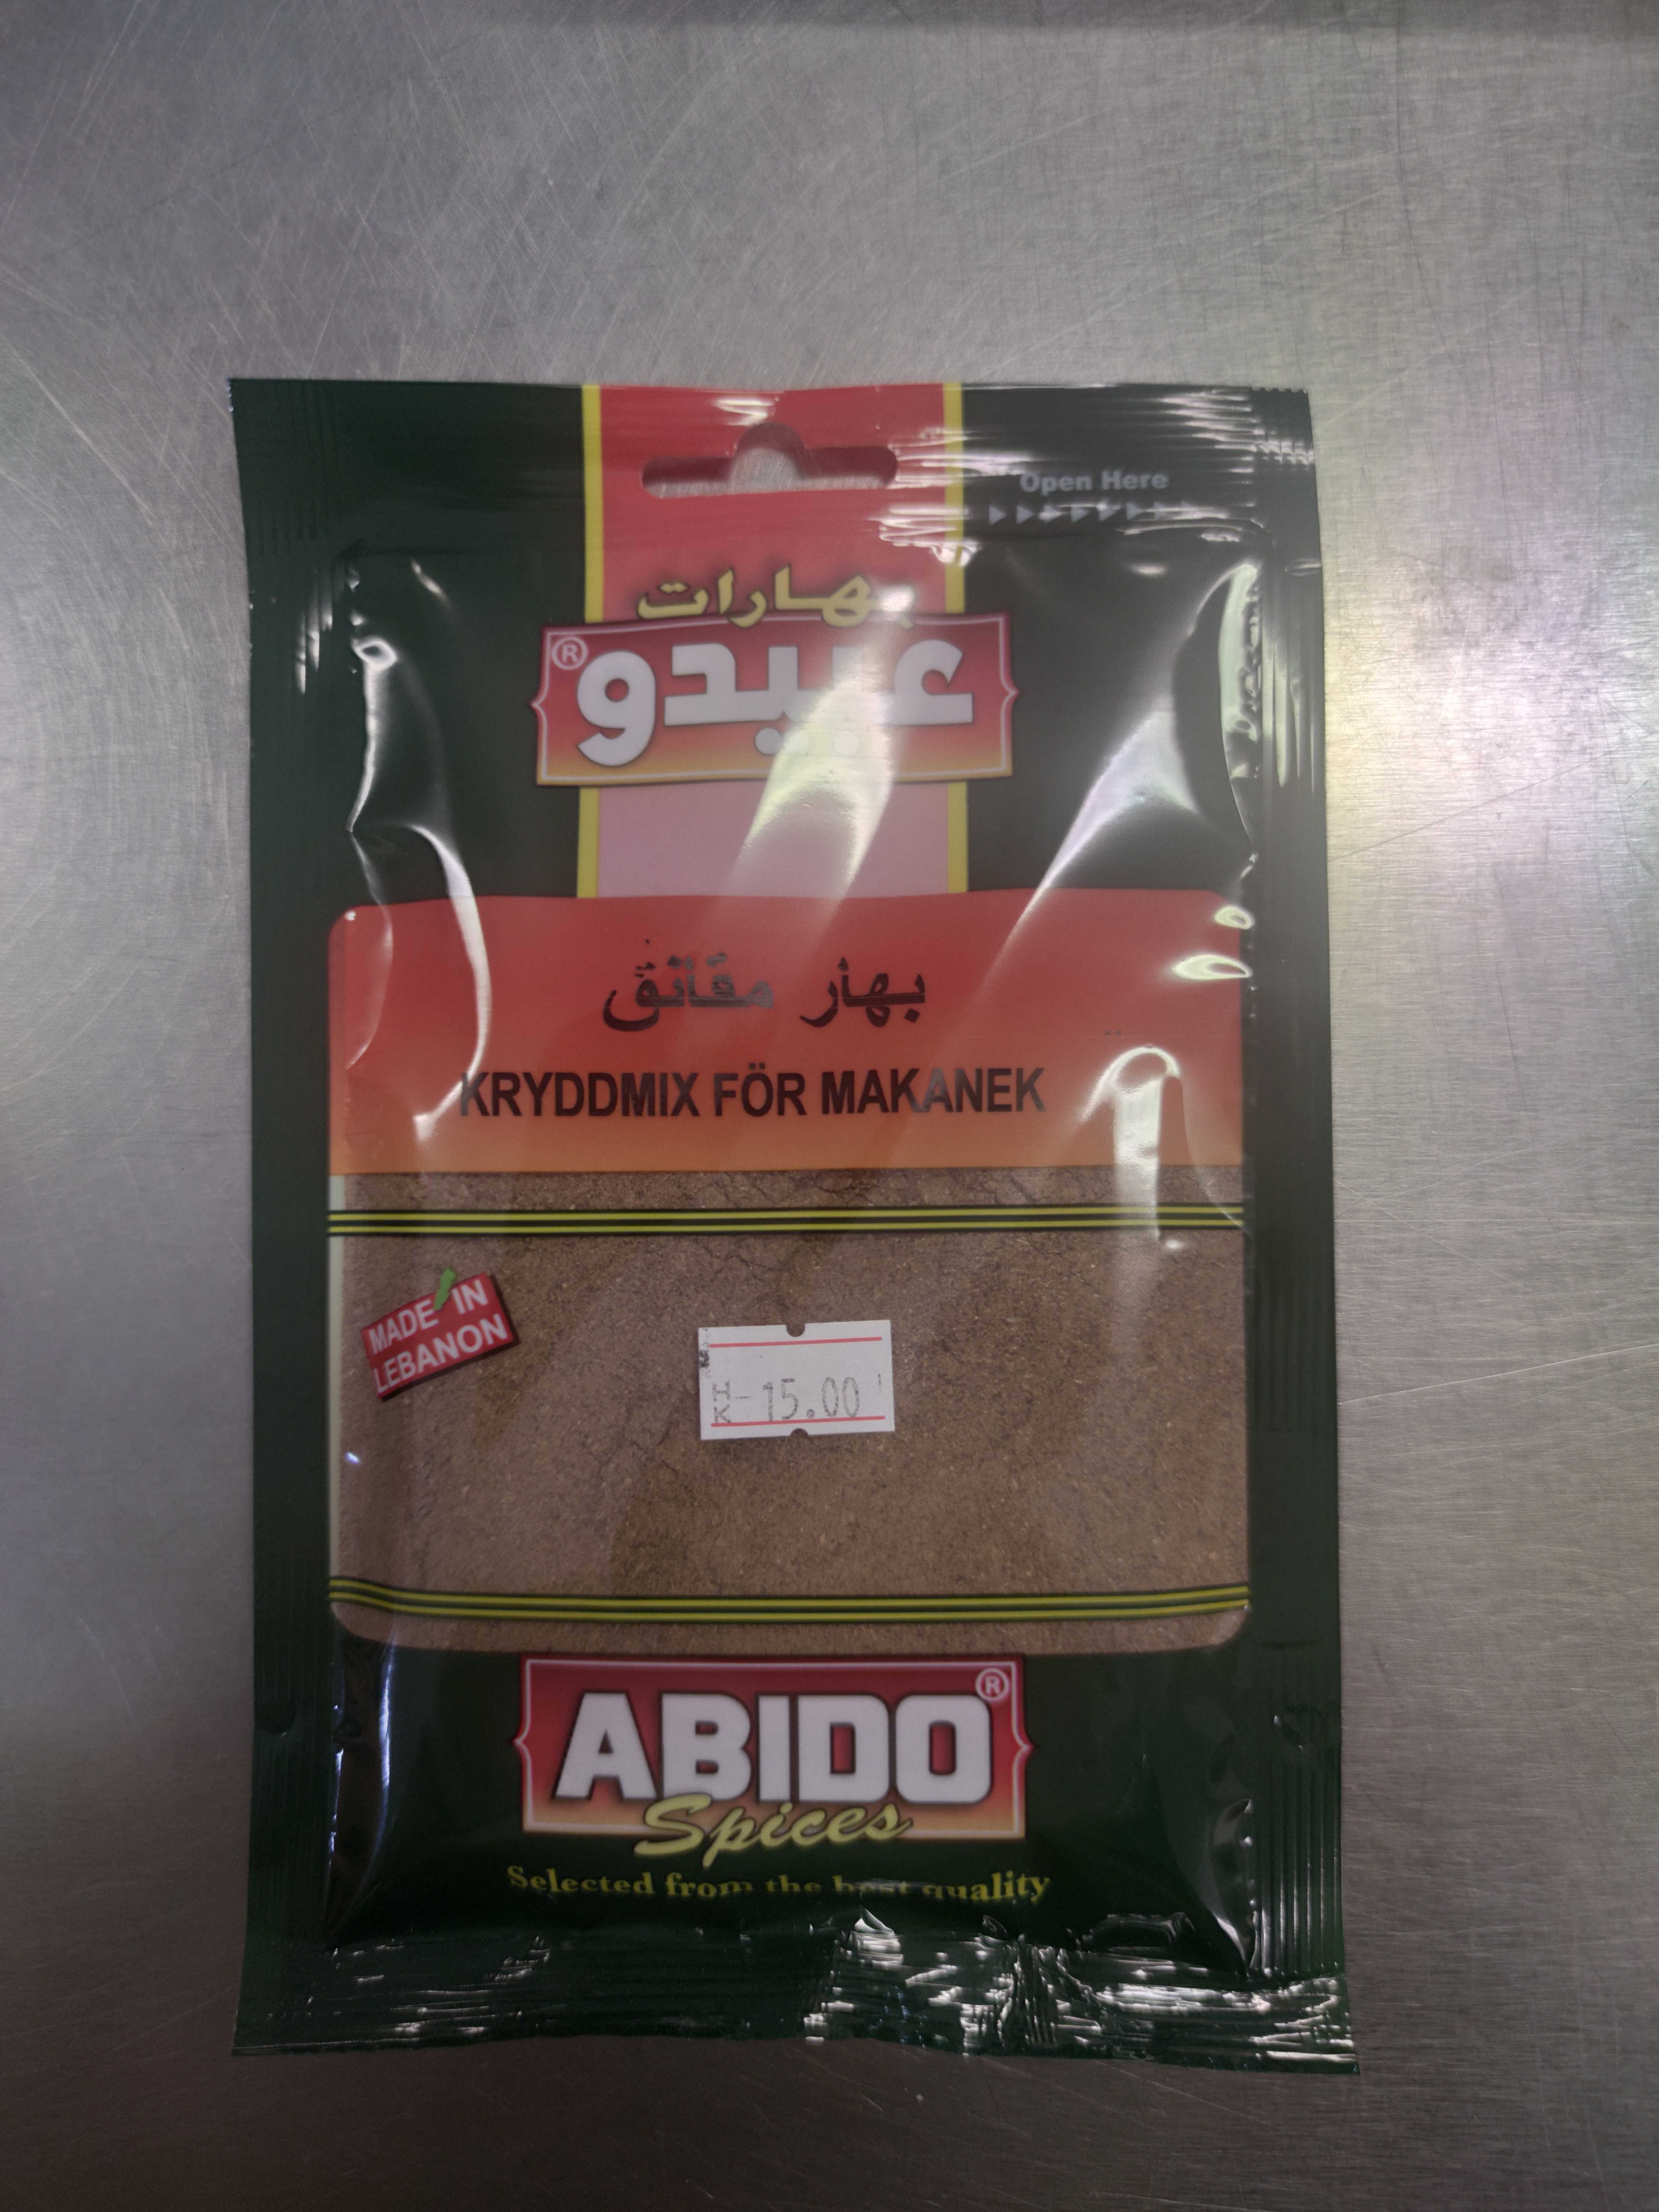 Open Here
بهارات
عبيدو ®
بهار مقانق
KRYDDMIX FÖR MAKANEK
MADE IN
LEBANON
H
K - 15.00
ABIDO ®
Spices
Selected from the best quality